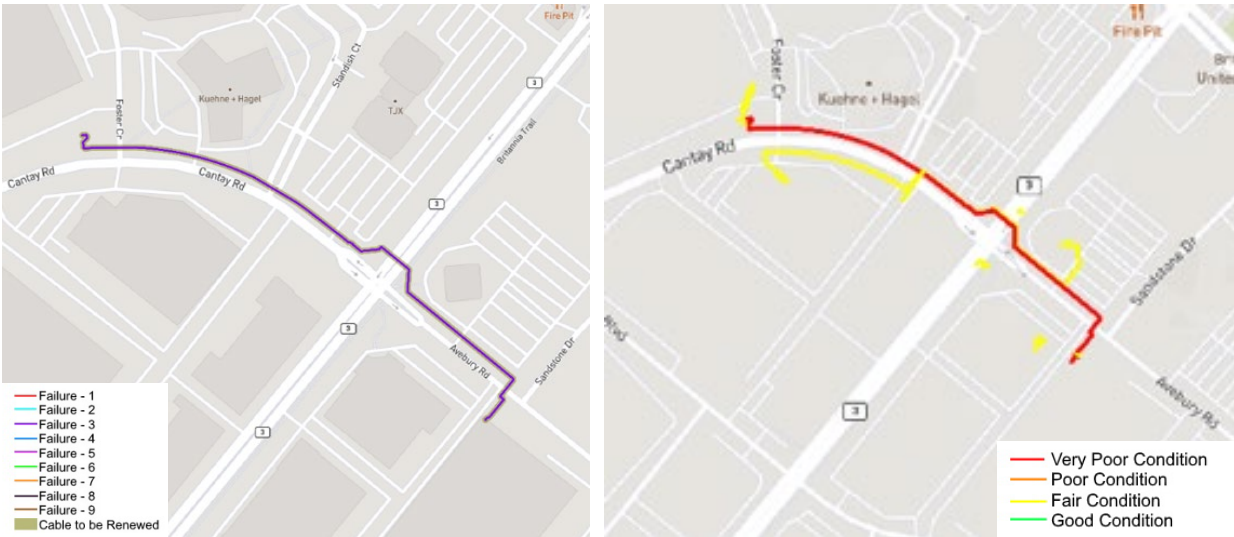 Fire Pit
Standish Ct
3
Kuehne + Nagel
TJX
Foster Cr
Britannia Trail
Cantay Rd
Cantay Rd
3
3
Avebury Rd
Sandstone Dr
3
Failure - 1
Failure - 2
Failure - 3
Failure - 4
Failure - 5
Failure - 6
Failure - 7
Failure - 8
Failure - 9
Cable to be Renewed
Fire Pit
Foster Cr
Kuehne + Nagel
Unite
Cantay Rd
3
Sandstone Dr
3
Avebury Rd
Very Poor Condition
Poor Condition
Fair Condition
Good Condition